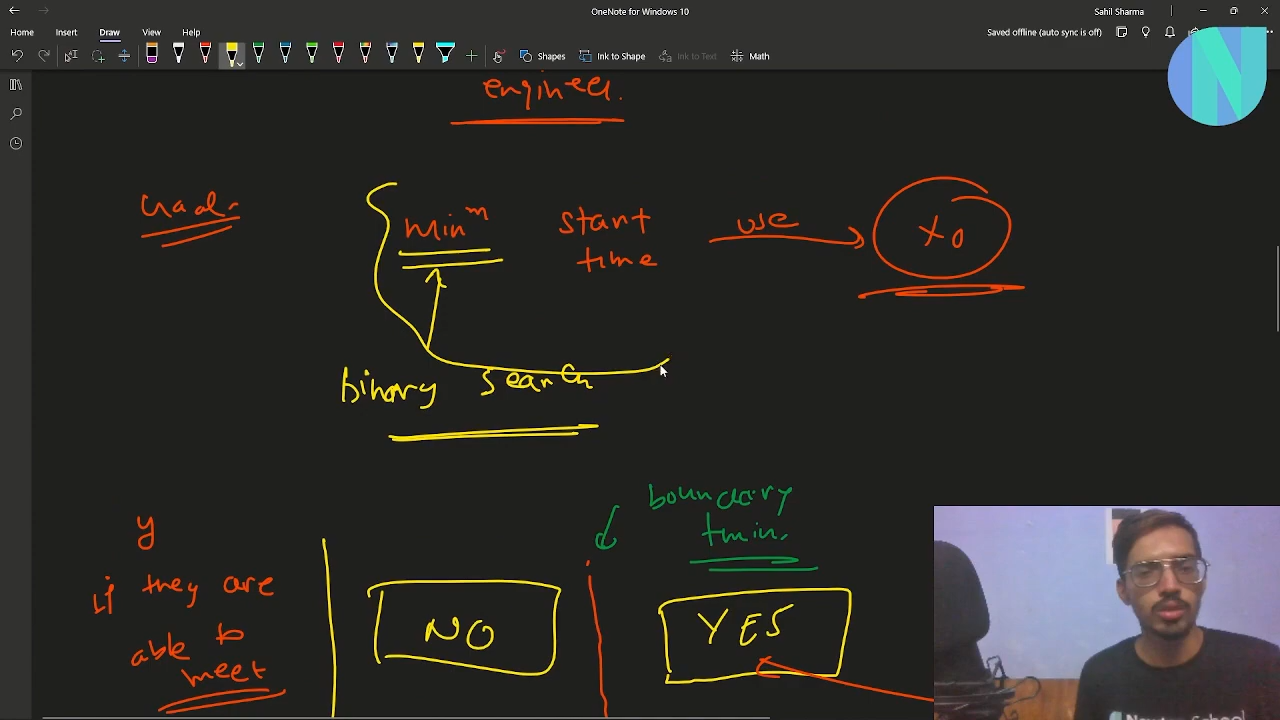 OneNote for Windows 10
Sahil Sharma
Home
Insert
Draw
View
Help
Saved offline (auto sync is off)
Shapes
Ink to Shape
Ink to Text
Math
engineer.
Minm
start
time
use
x0
binary search
boundary
tmin.
y
if they are
able to
meet
NO
YES